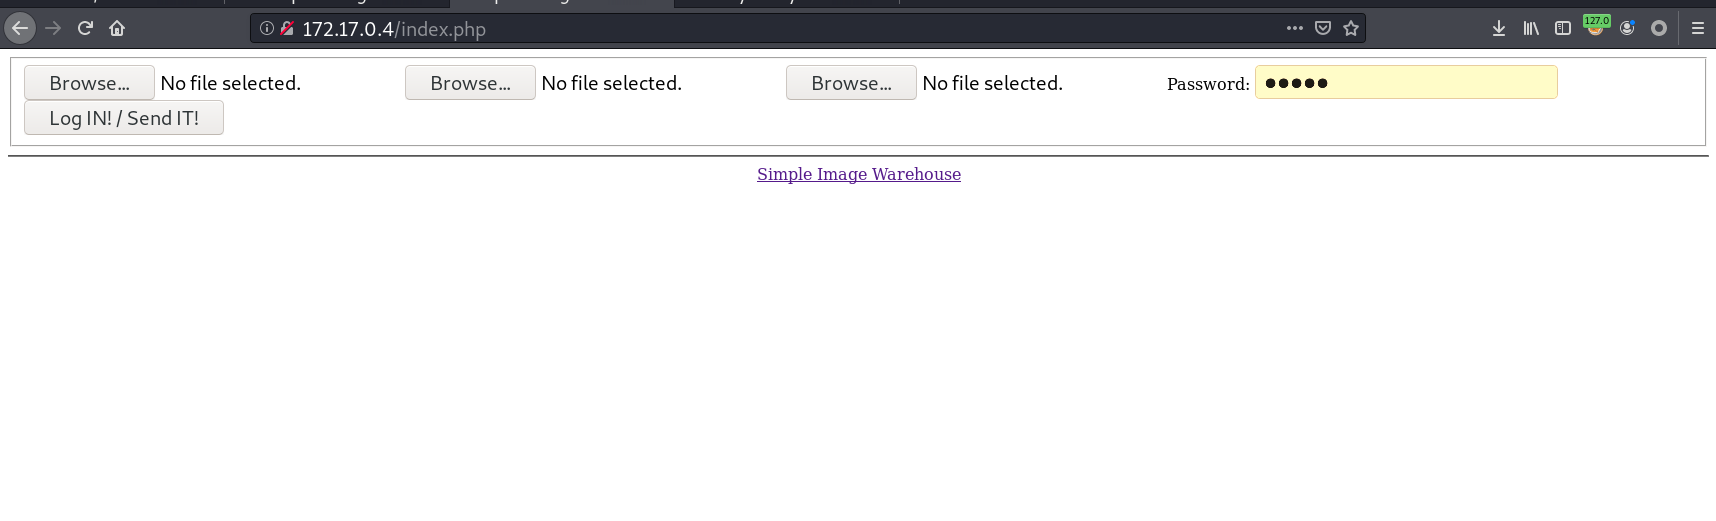 172.17.0.4/index.php
127.0
Browse... No file selected. Browse... No file selected. Browse... No file selected. Password: ●●●●●
Log IN! / Send IT!
Simple Image Warehouse